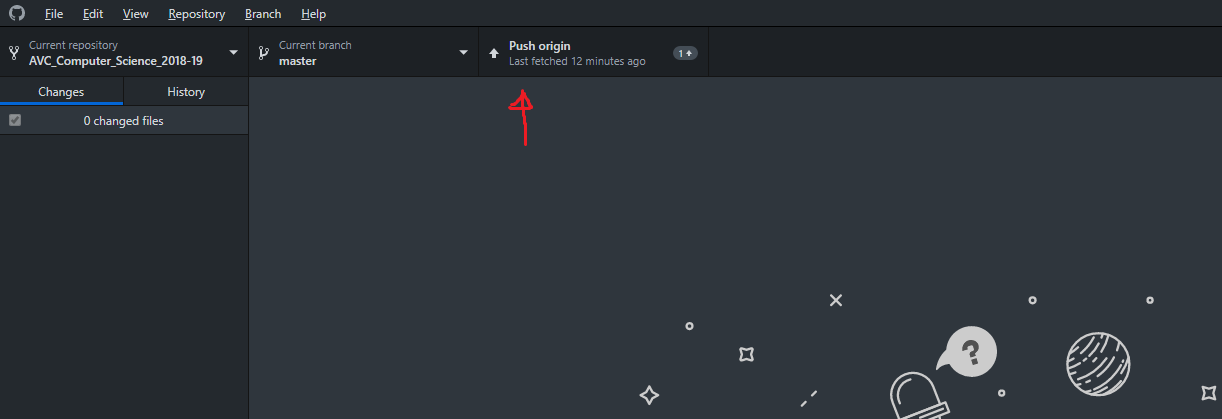 File Edit View Repository Branch Help
Current repository
AVC_Computer_Science_2018-19
Current branch
master
Push origin
Last fetched 12 minutes ago
1
Changes History
0 changed files
?